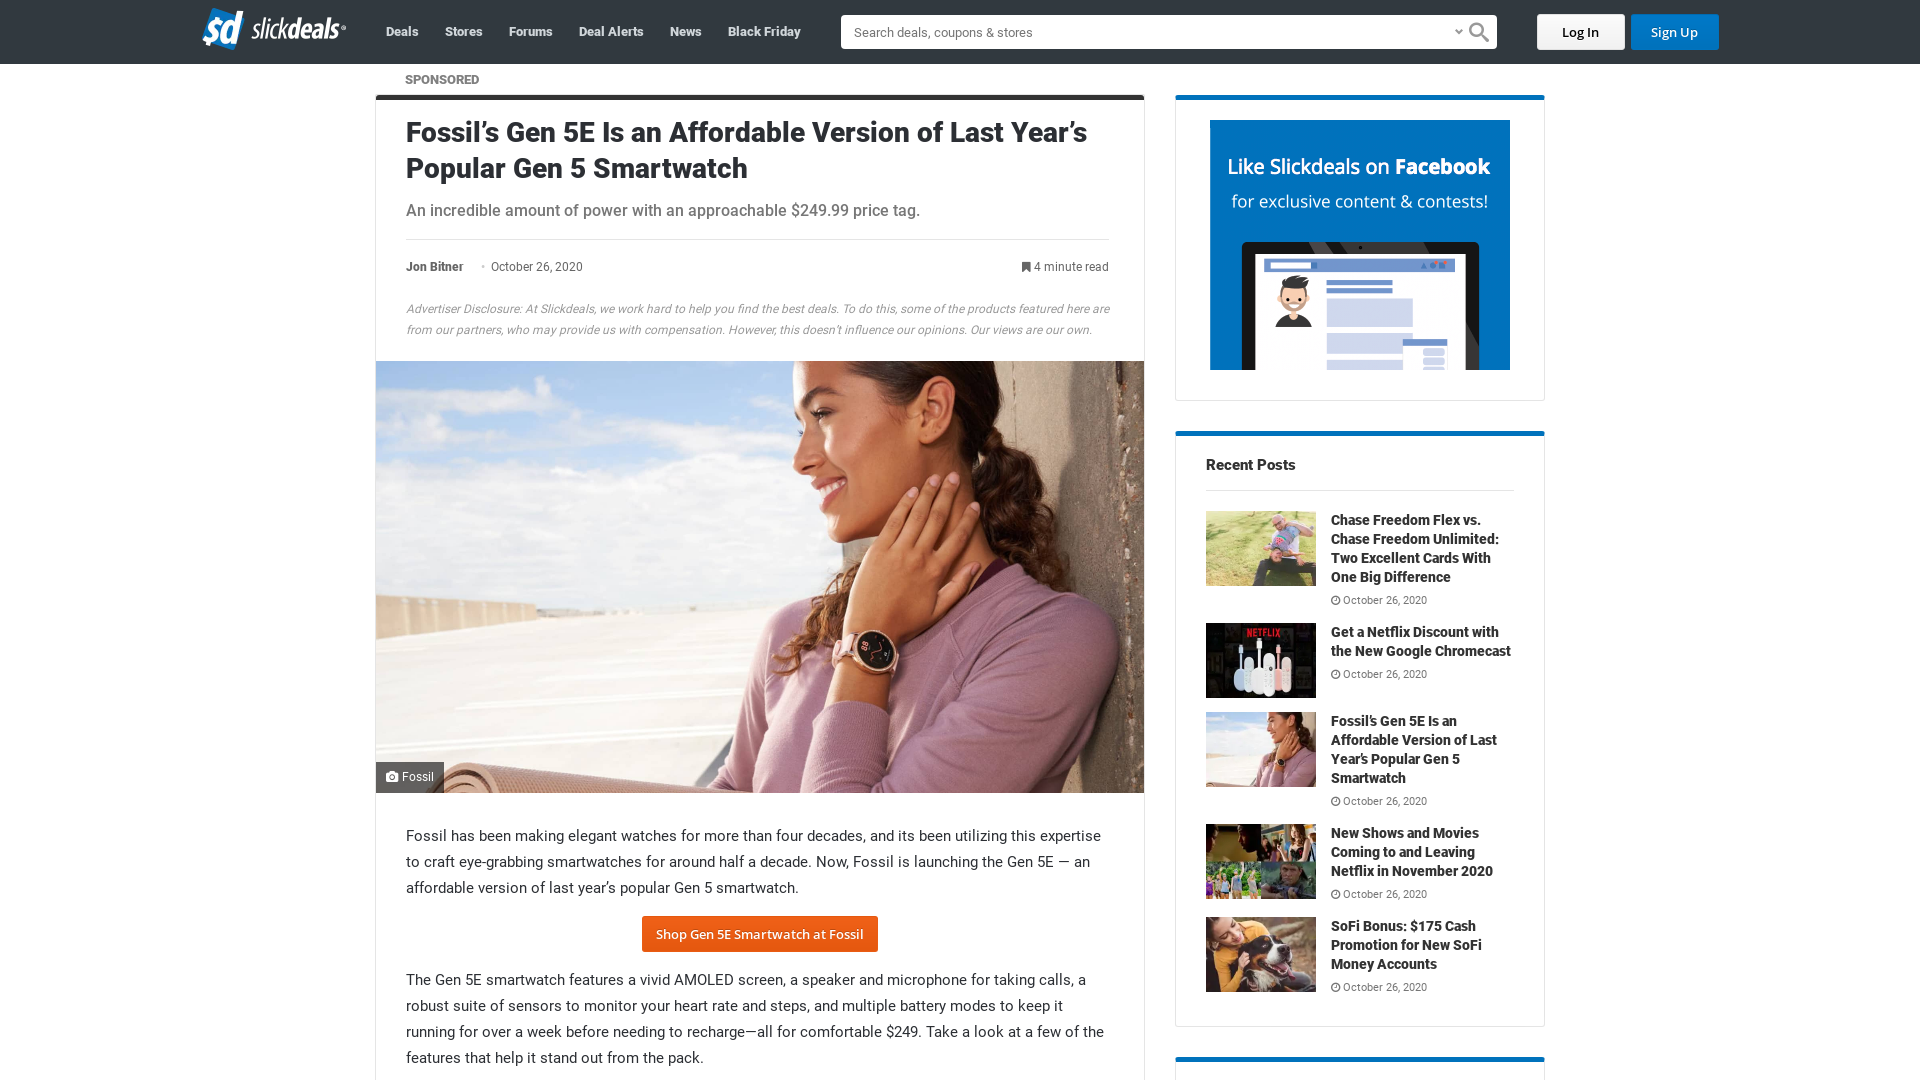 $d slickdeals®
Deals
Stores
Forums
Deal Alerts
News
Black Friday
Search deals, coupons & stores
Log In
Sign Up
SPONSORED
Fossil’s Gen 5E Is an Affordable Version of Last Year’s
Popular Gen 5 Smartwatch
An incredible amount of power with an approachable $249.99 price tag.
Jon Bitner
• October 26, 2020
4 minute read
Advertiser Disclosure: At Slickdeals, we work hard to help you find the best deals. To do this, some of the products featured here are
from our partners, who may provide us with compensation. However, this doesn’t influence our opinions. Our views are our own.
Fossil
Fossil has been making elegant watches for more than four decades, and its been utilizing this expertise
to craft eye-grabbing smartwatches for around half a decade. Now, Fossil is launching the Gen 5E — an
affordable version of last year’s popular Gen 5 smartwatch.
Shop Gen 5E Smartwatch at Fossil
The Gen 5E smartwatch features a vivid AMOLED screen, a speaker and microphone for taking calls, a
robust suite of sensors to monitor your heart rate and steps, and multiple battery modes to keep it
running for over a week before needing to recharge—all for comfortable $249. Take a look at a few of the
features that help it stand out from the pack.
Like Slickdeals on Facebook
for exclusive content & contests!
Recent Posts
Chase Freedom Flex vs.
Chase Freedom Unlimited:
Two Excellent Cards With
One Big Difference
October 26, 2020
NETFLIX
Get a Netflix Discount with
the New Google Chromecast
October 26, 2020
Fossil’s Gen 5E Is an
Affordable Version of Last
Year’s Popular Gen 5
Smartwatch
October 26, 2020
New Shows and Movies
Coming to and Leaving
Netflix in November 2020
October 26, 2020
SoFi Bonus: $175 Cash
Promotion for New SoFi
Money Accounts
October 26, 2020